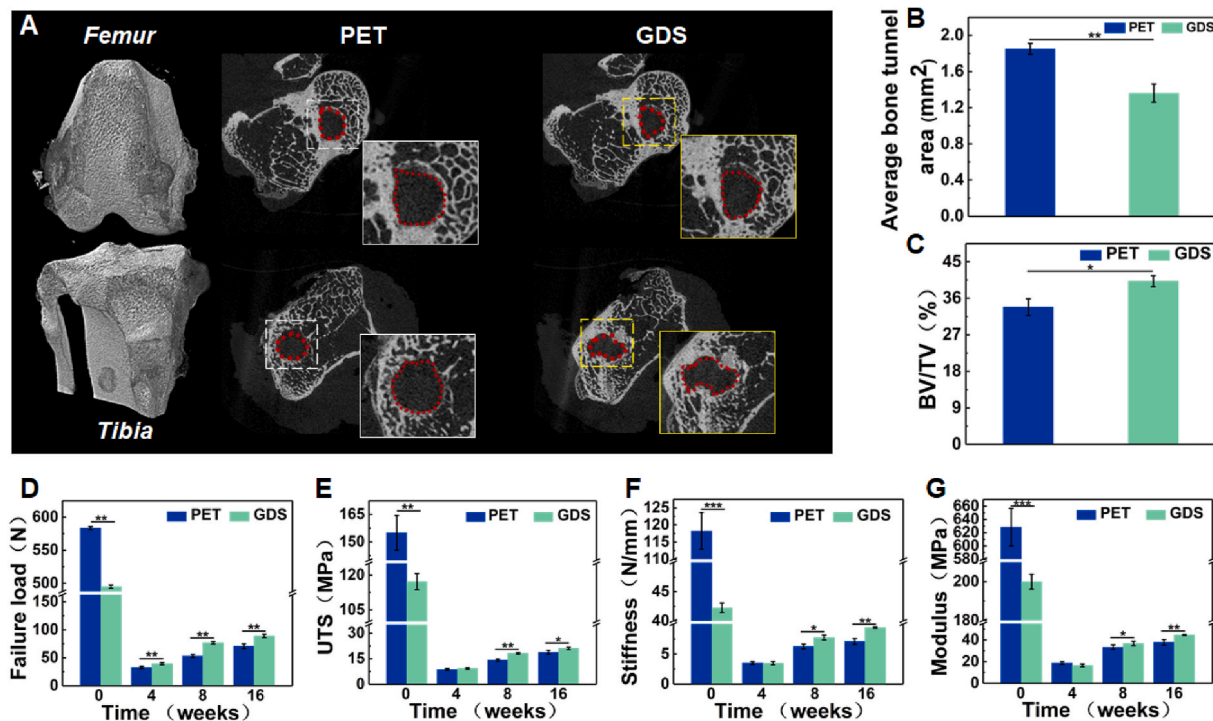 A
Femur
PET
GDS
Tibia
B
PET GDS
**
Average bone tunnel
area (mm2)
2.0
1.6
1.2
0.8
0.4
0.0
C
PET GDS
*
BV/TV（%）
45
36
27
18
9
0
D
PET GDS
Failure load（N）
600
550
500
150
100
50
0
**
**
**
**
0 4 8 16
Time （weeks）
E
PET GDS
UTS（MPa）
165
150
120
105
30
15
0
**
**
*
0 4 8 16
Time （weeks）
F
PET GDS
Stiffness（N/mm）
125
120
115
110
45
40
5
0
***
*
**
0 4 8 16
Time （weeks）
G
PET GDS
Modulus（MPa）
660
640
620
600
580
200
180
40
20
0
***
*
**
0 4 8 16
Time （weeks）